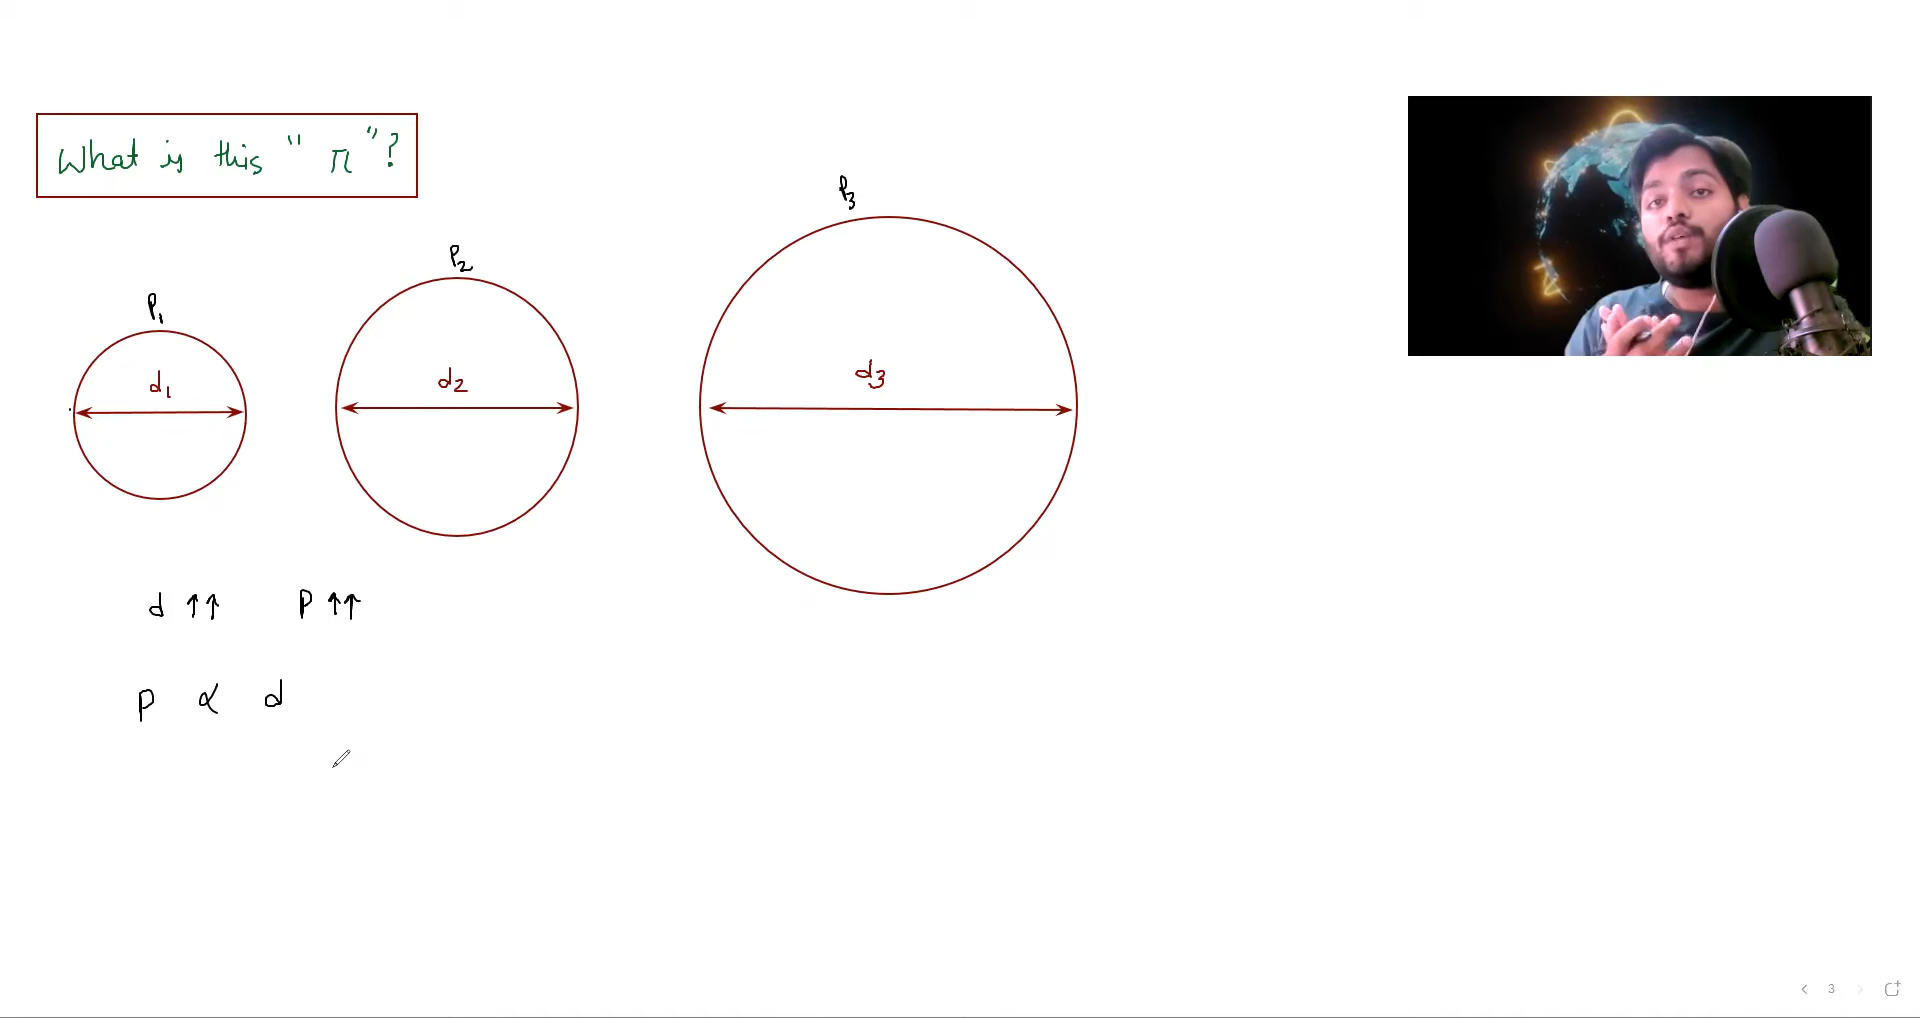 What is this " π "?
P₃
P₂
P₁
d₁
d₂
d₃
d ↑↑ P ↑↑
P ∝ d
3